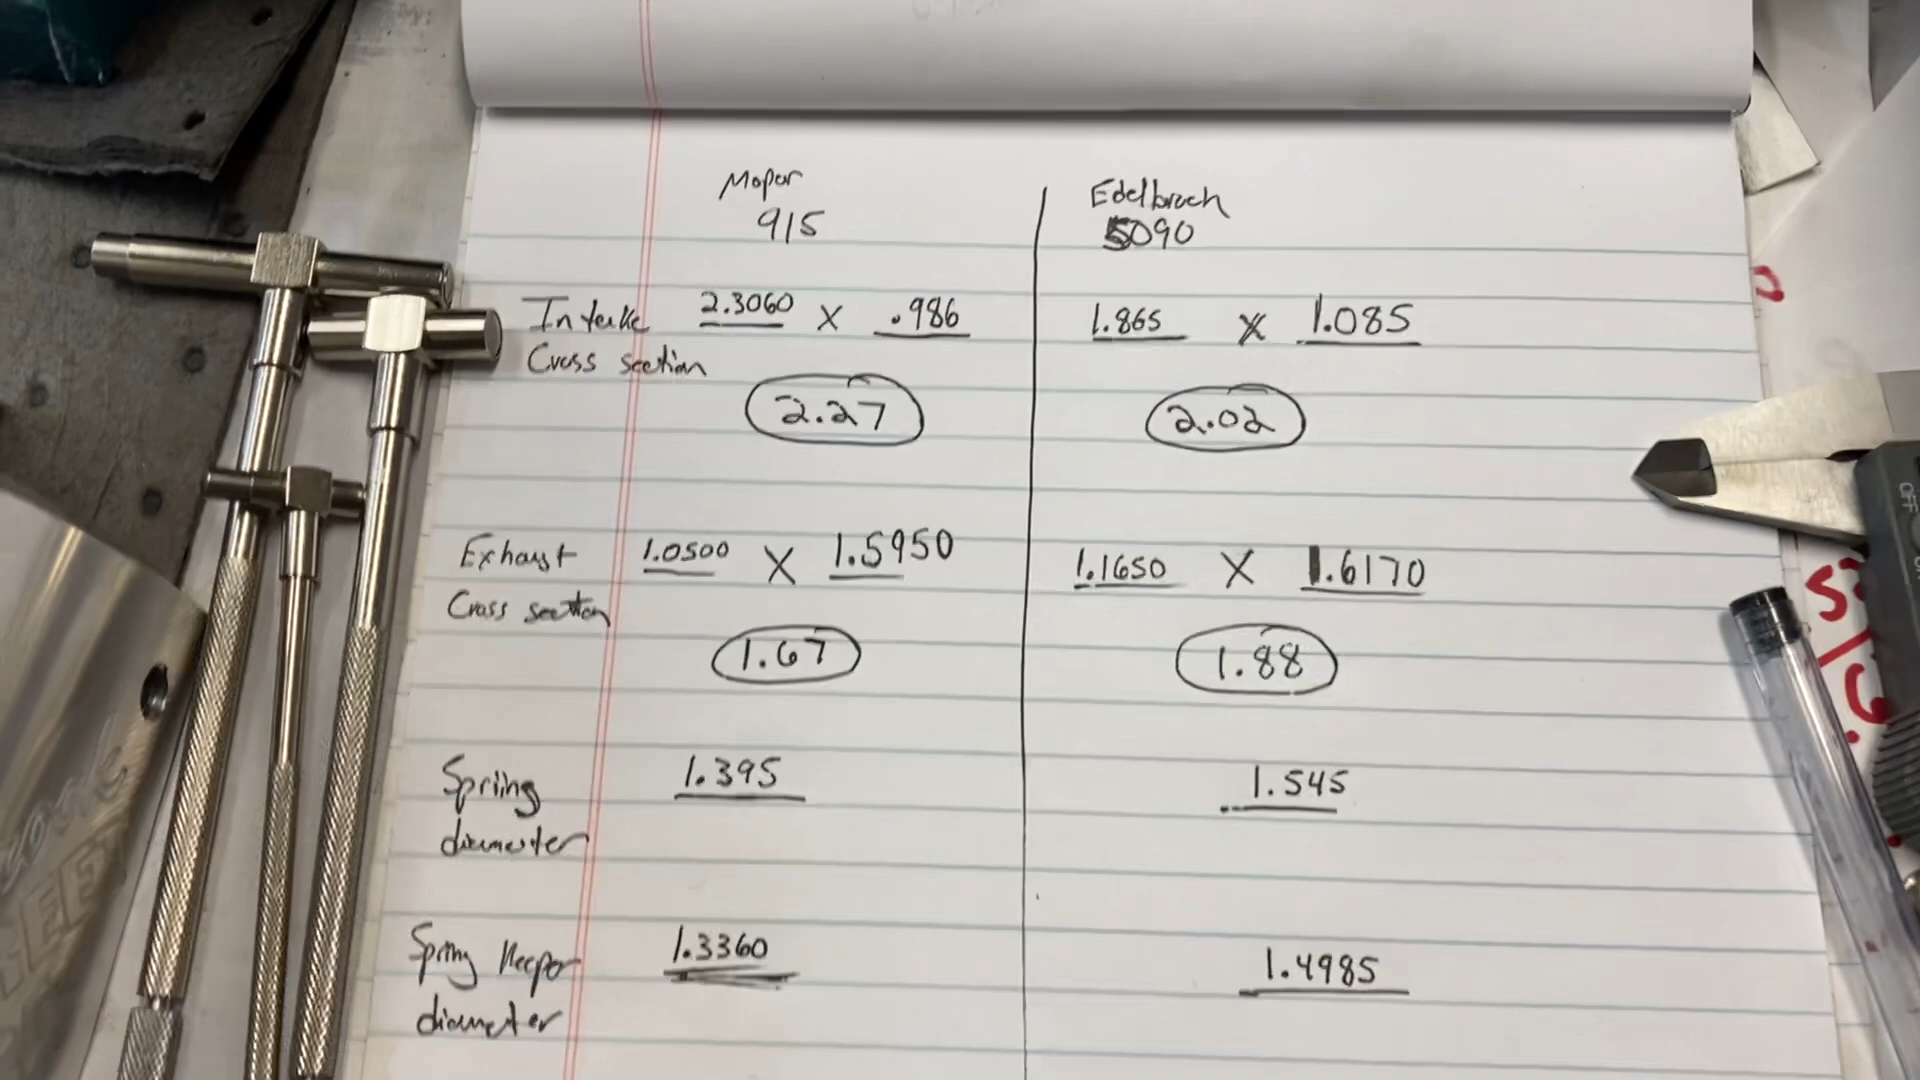 Mopar
915
Edelbrock
5090
Intake 2.3060 X .986
Cross section
1.865 X 1.085
2.27
2.02
Exhaust 1.0500 X 1.5950
Cross section
1.1650 X 1.6170
1.67
1.88
Spriing
diameter
1.395
1.545
Spring Keeper
diameter
1.3360
1.4985
OFF